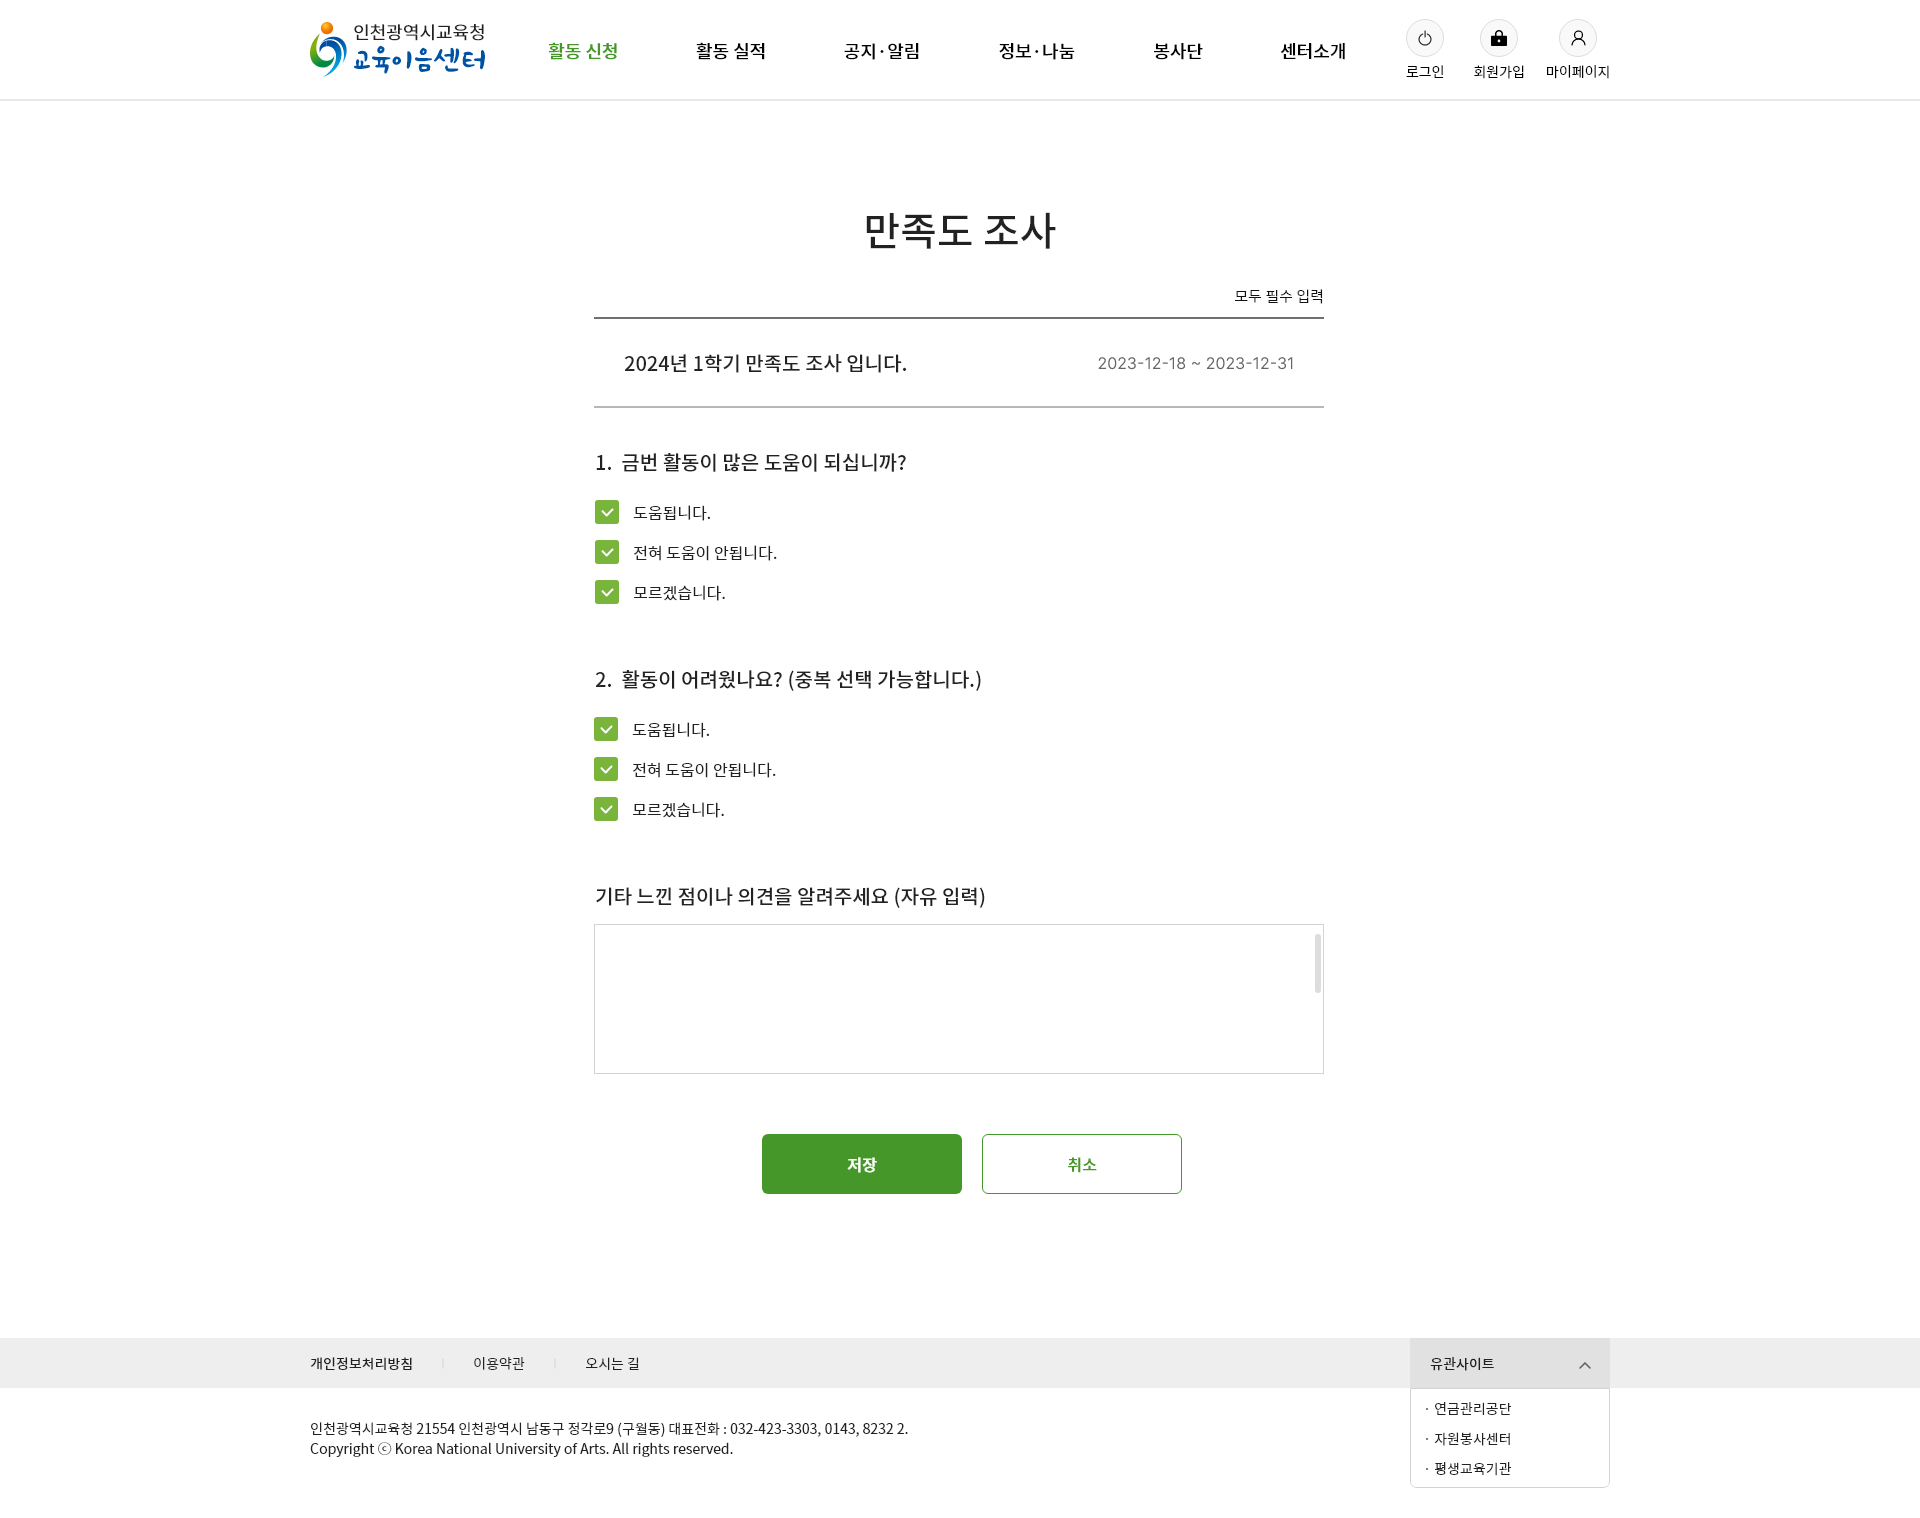 인천광역시교육청
교육이음센터
활동 신청
활동 실적
공지·알림
정보·나눔
봉사단
센터소개
로그인
회원가입
마이페이지
만족도 조사
모두 필수 입력
2024년 1학기 만족도 조사 입니다.
2023-12-18 ~ 2023-12-31
1. 금번 활동이 많은 도움이 되십니까?
도움됩니다.
전혀 도움이 안됩니다.
모르겠습니다.
2. 활동이 어려웠나요? (중복 선택 가능합니다.)
도움됩니다.
전혀 도움이 안됩니다.
모르겠습니다.
기타 느낀 점이나 의견을 알려주세요 (자유 입력)
저장
취소
개인정보처리방침
이용약관
오시는 길
유관사이트
· 연금관리공단
· 자원봉사센터
· 평생교육기관
인천광역시교육청 21554 인천광역시 남동구 정각로9 (구월동) 대표전화 : 032-423-3303, 0143, 8232 2.
Copyright ⓒ Korea National University of Arts. All rights reserved.